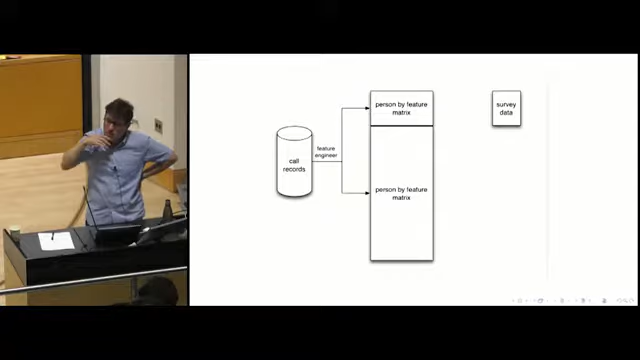 person by feature
matrix
survey
data
feature
engineer
call
records
person by feature
matrix